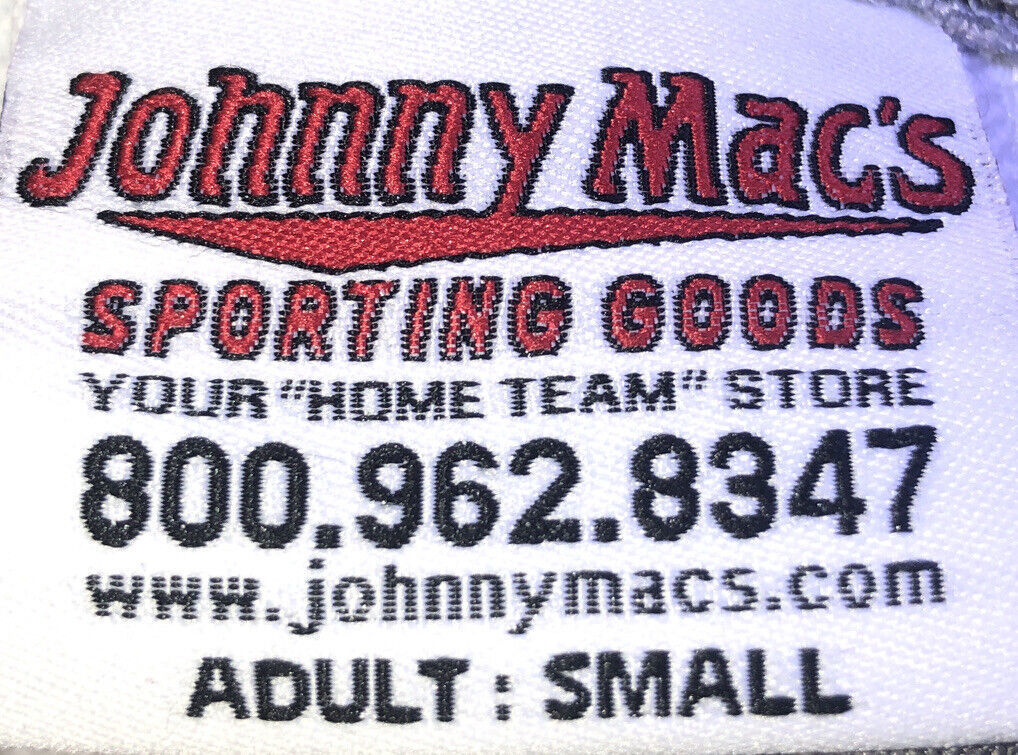 Johnny Mac's
SPORTING GOODS
YOUR "HOME TEAM" STORE
800.962.8347
www.johnnymacs.com
ADULT : SMALL